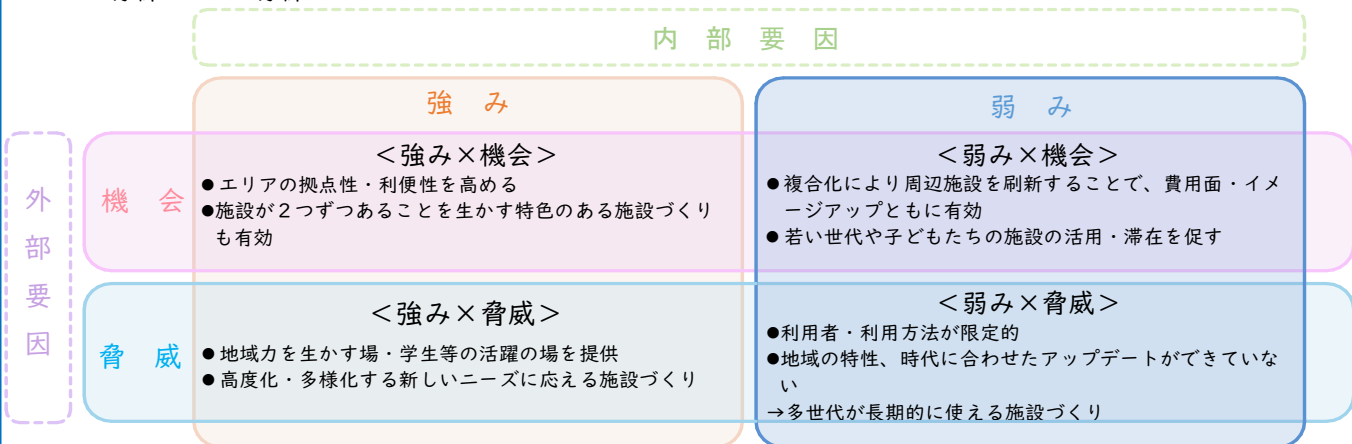 内部要因
強み
弱み
外部要因
機会
<強み×機会>
●エリアの拠点性・利便性を高める
●施設が２つずつあることを生かす特色のある施設づくり
も有効
<弱み×機会>
●複合化により周辺施設を刷新することで、費用面・イメ
ージアップともに有効
●若い世代や子どもたちの施設の活用・滞在を促す
脅威
<強み×脅威>
●地域力を生かす場・学生等の活躍の場を提供
●高度化・多様化する新しいニーズに応える施設づくり
<弱み×脅威>
●利用者・利用方法が限定的
●地域の特性、時代に合わせたアップデートができていな
い
→多世代が長期的に使える施設づくり